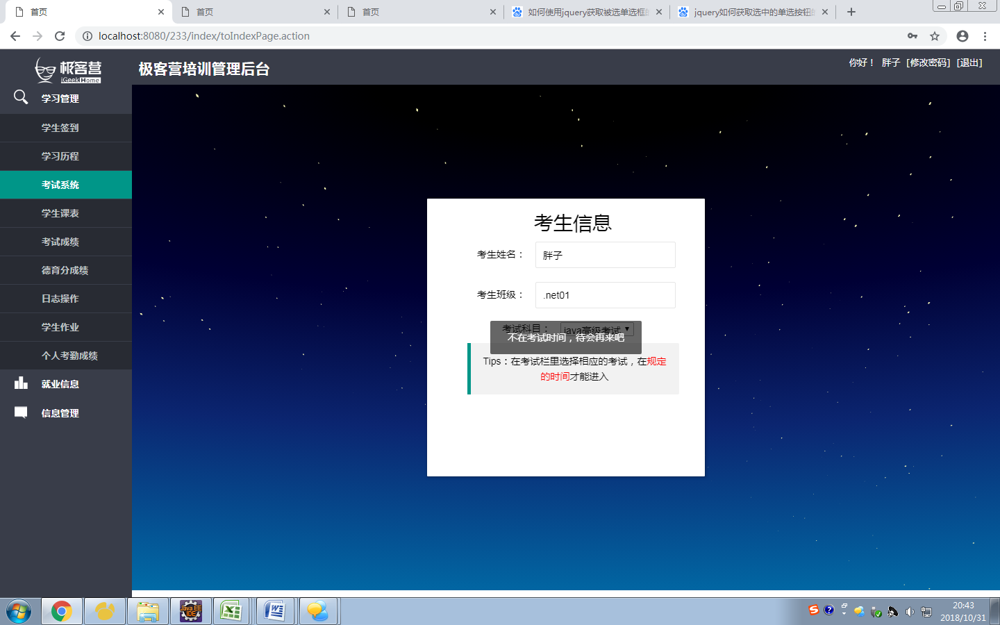 首页
首页
首页
如何使用jquery获取被选单选框
jquery如何获取选中的单选按钮
localhost:8080/233/index/toIndexPage.action
极客营
iGeekHome
极客营培训管理后台
你好！ 胖子 [修改密码] [退出]
学习管理
学生签到
学习历程
考试系统
学生课表
考试成绩
德育分成绩
日志操作
学生作业
个人考勤成绩
就业信息
信息管理
考生信息
考生姓名：
胖子
考生班级：
.net01
考试科目：
java高级考试
不在考试时间，待会再来吧
Tips：在考试栏里选择相应的考试，在规定
的时间才能进入
Java EE
IDE
20:43
2018/10/31